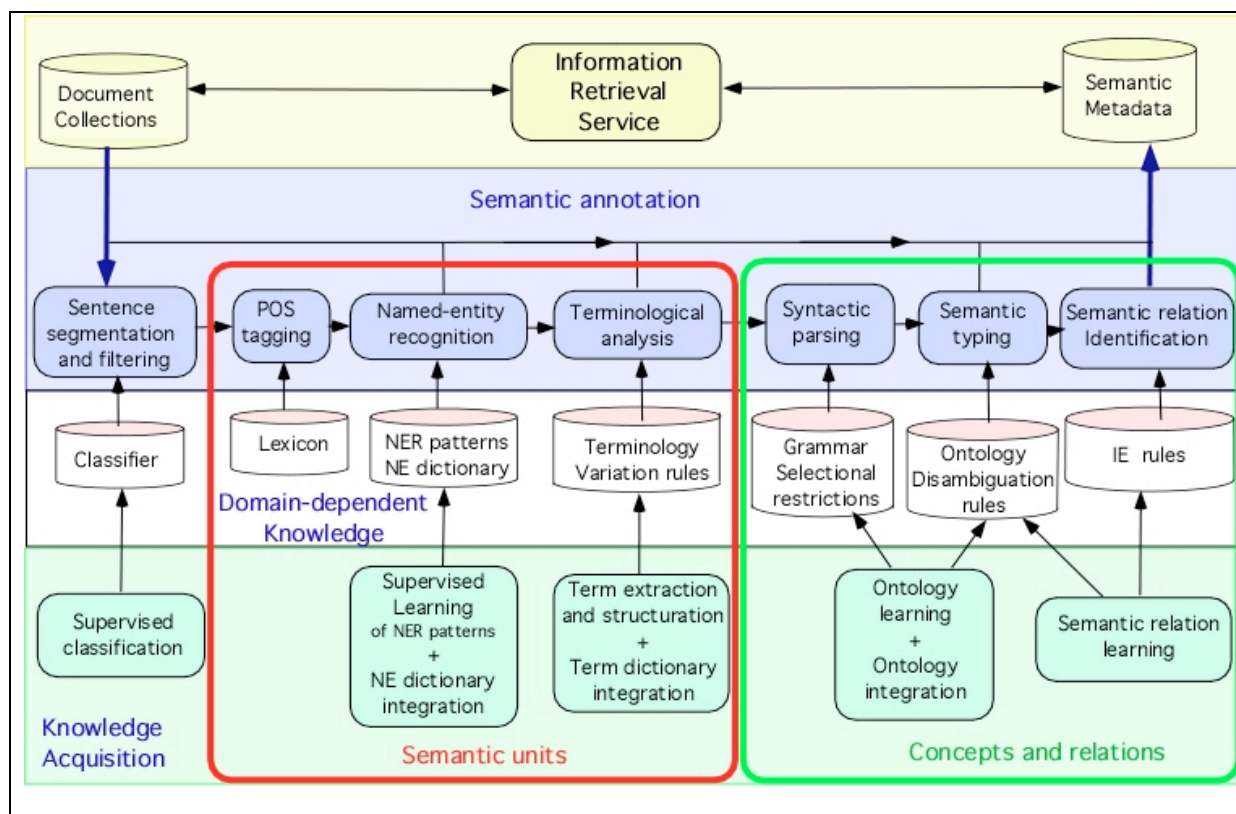 Document
Collections
Information
Retrieval
Service
Semantic
Metadata
Semantic annotation
Sentence
segmentation
and filtering
POS
tagging
Named-entity
recognition
Terminological
analysis
Syntactic
parsing
Semantic
typing
Semantic relation
Identification
Classifier
Lexicon
NER patterns
NE dictionary
Terminology
Variation rules
Grammar
Selectional
restrictions
Ontology
Disambiguation
rules
IE rules
Domain-dependent
Knowledge
Supervised
classification
Supervised
Learning
of NER patterns
+
NE dictionary
integration
Term extraction
and structuration
+
Term dictionary
integration
Ontology
learning
+
Ontology
integration
Semantic relation
learning
Knowledge
Acquisition
Semantic units
Concepts and relations